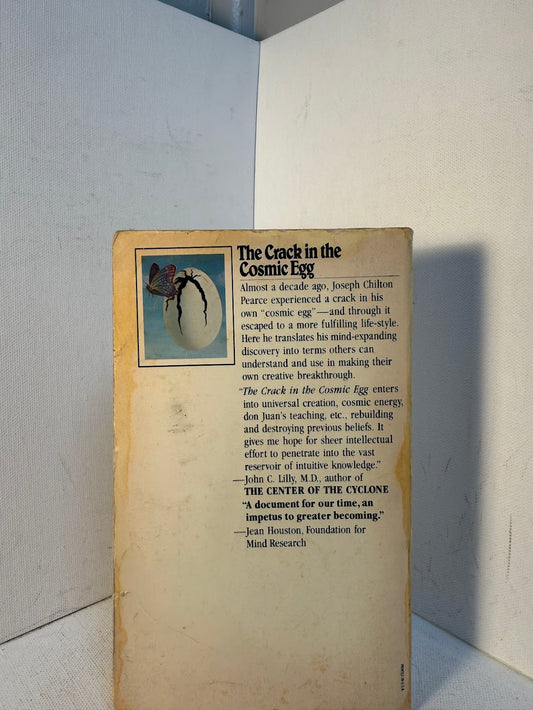 The Crack in the
Cosmic Egg
Almost a decade ago, Joseph Chilton
Pearce experienced a crack in his
own "cosmic egg"—and through it
escaped to a more fulfilling life-style.
Here he translates his mind-expanding
discovery into terms others can
understand and use in making their
own creative breakthrough.
"The Crack in the Cosmic Egg enters
into universal creation, cosmic energy,
don Juan's teaching, etc., rebuilding
and destroying previous beliefs. It
gives me hope for sheer intellectual
effort to penetrate into the vast
reservoir of intuitive knowledge."
—John C. Lilly, M.D., author of
THE CENTER OF THE CYCLONE
"A document for our time, an
impetus to greater becoming."
—Jean Houston, Foundation for
Mind Research